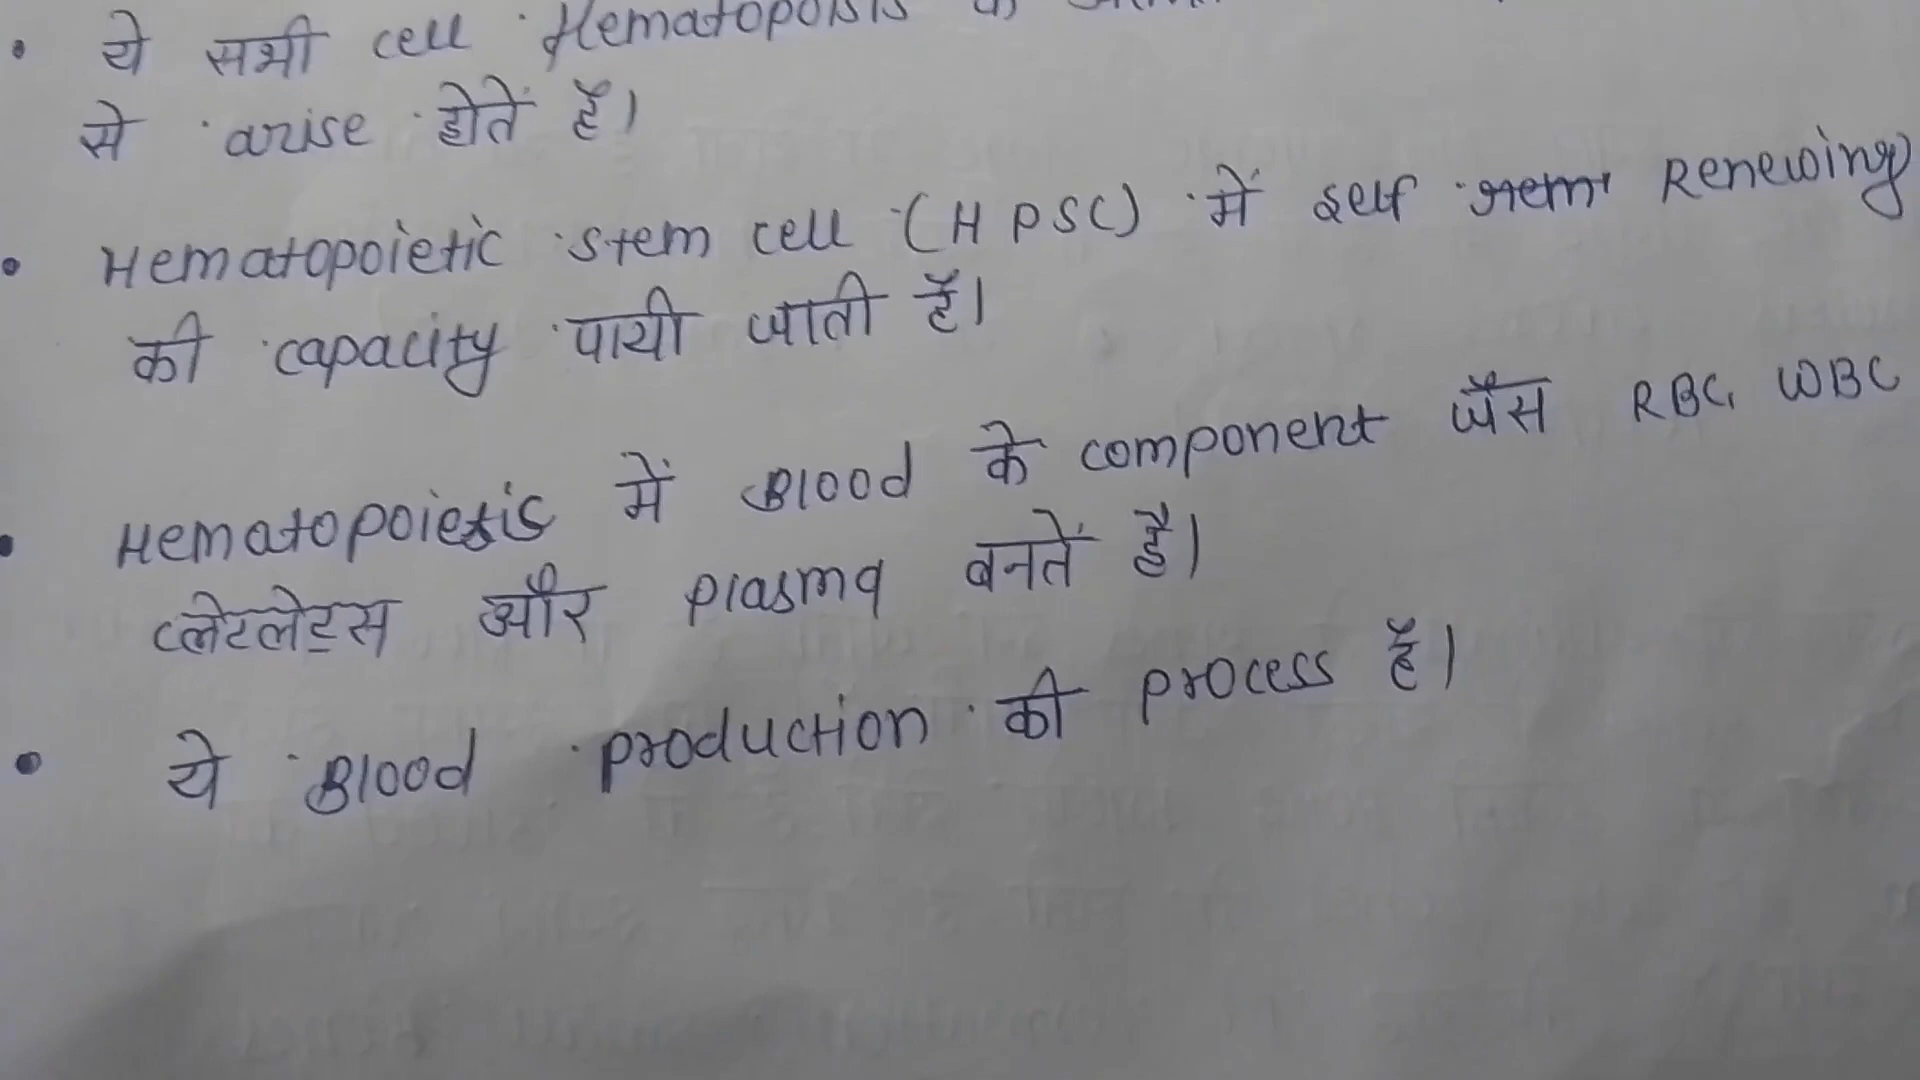 • ये सभी cell Hematopoisis के
से arise होतें हैं।
• Hematopoietic stem cell (HPSC) में self Renewing
की capacity पायी जाती हैं।
• Hematopoiesis में Blood के component जैस RBC, WBC
प्लेटलेट्स और plasma बनतें है।
• ये Blood production की process हैं।